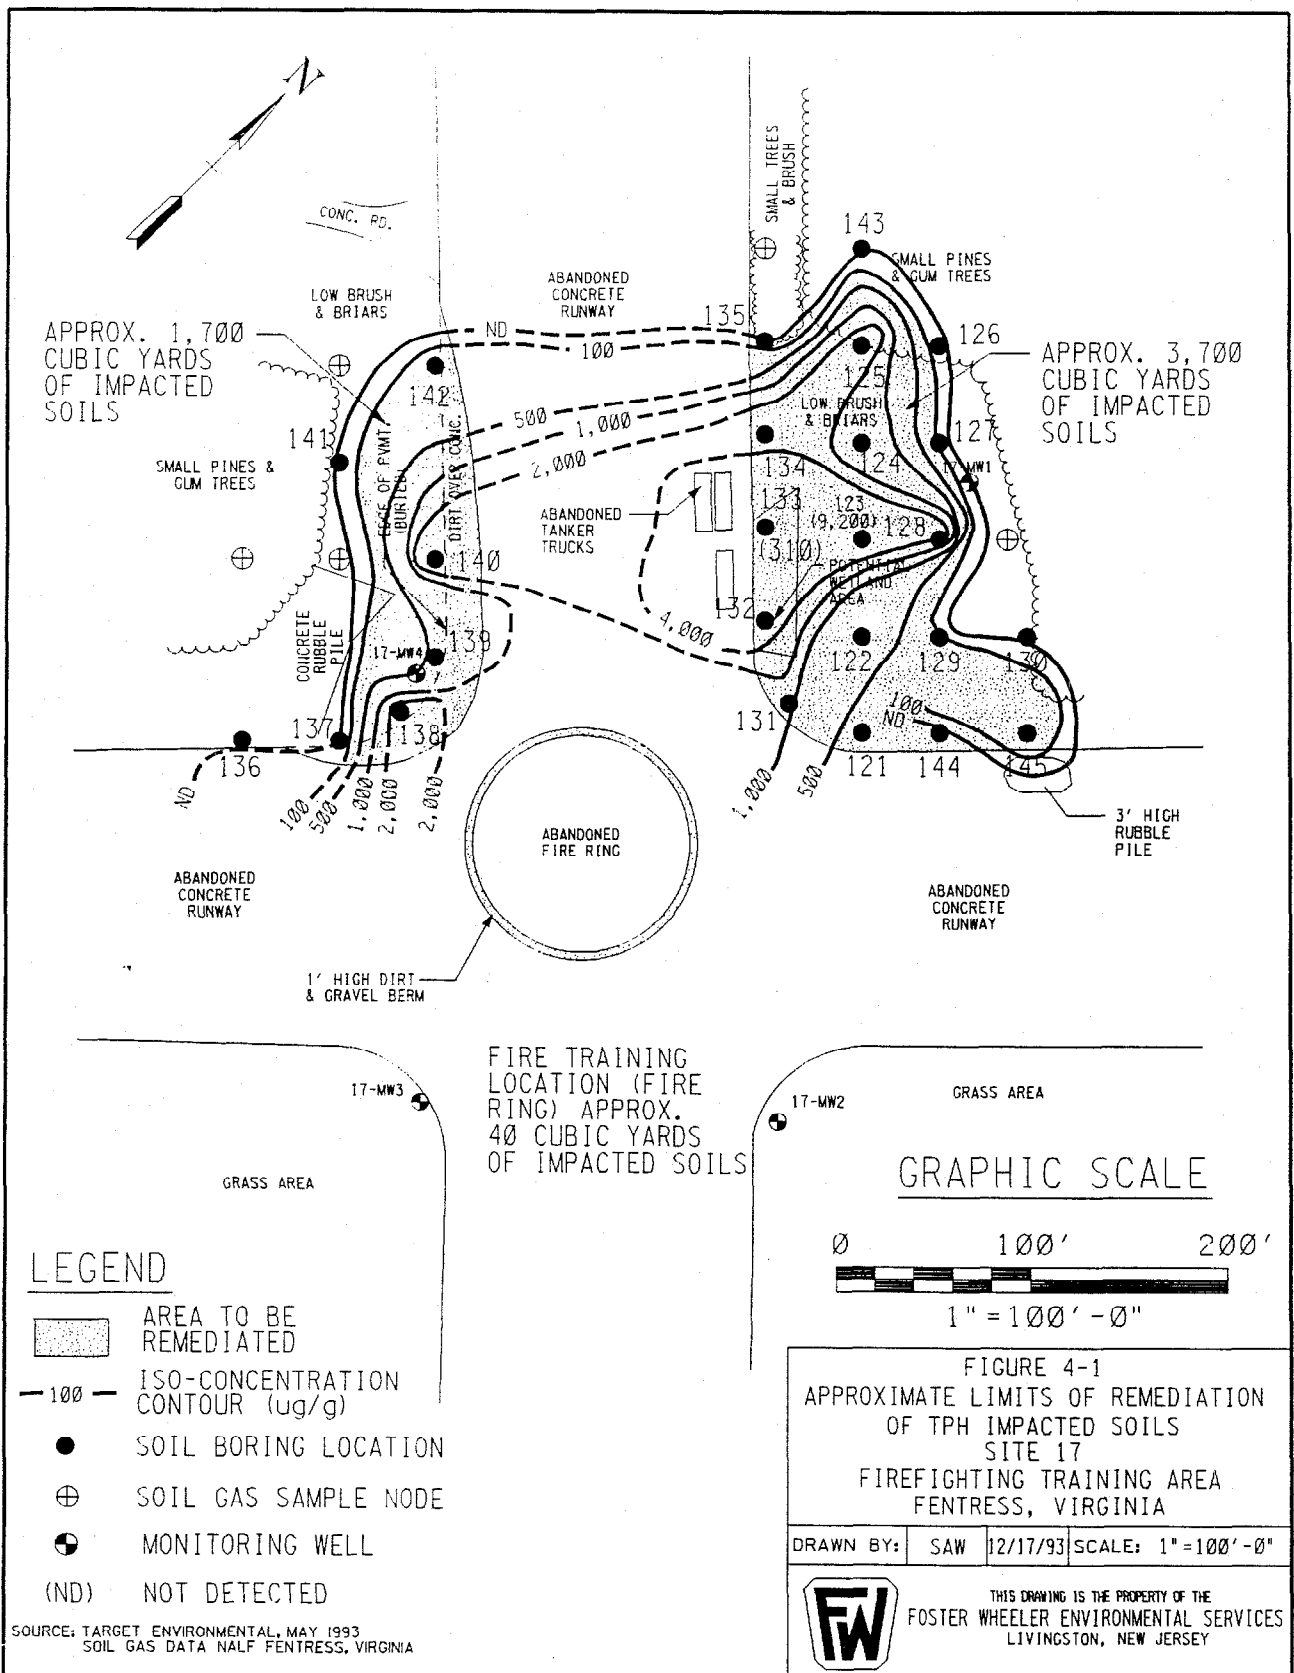 N
CONC. RD.
SMALL TREES
& BRUSH
143
SMALL PINES
& GUM TREES
ABANDONED
CONCRETE
RUNWAY
LOW BRUSH
& BRIARS
APPROX. 1,700
CUBIC YARDS
OF IMPACTED
SOILS
ND
100
135
126
APPROX. 3,700
CUBIC YARDS
OF IMPACTED
SOILS
142
125
LOW BRUSH
& BRIARS
500
1,000
2,000
141
127
17-MW1
SMALL PINES &
GUM TREES
EDGE OF PVMT.
(BURIED)
DIRT OVER CONC.
134
124
ABANDONED
TANKER
TRUCKS
133
(310)
123
(9,200)
128
140
POTENTIAL
WETLAND
AREA
132
4,000
CONCRETE
RUBBLE
PILE
17-MW4
139
122
129
130
137
138
131
100
ND
136
121
144
145
ND
100
500
1,000
2,000
2,000
1,000
500
3' HIGH
RUBBLE
PILE
ABANDONED
FIRE RING
ABANDONED
CONCRETE
RUNWAY
ABANDONED
CONCRETE
RUNWAY
1' HIGH DIRT
& GRAVEL BERM
FIRE TRAINING
LOCATION (FIRE
RING) APPROX.
40 CUBIC YARDS
OF IMPACTED SOILS
17-MW3
17-MW2
GRASS AREA
GRASS AREA
GRAPHIC SCALE
0 100' 200'
1"=100'-0"
LEGEND
AREA TO BE
REMEDIATED
100 ISO-CONCENTRATION
CONTOUR (ug/g)
SOIL BORING LOCATION
SOIL GAS SAMPLE NODE
MONITORING WELL
(ND) NOT DETECTED
SOURCE: TARGET ENVIRONMENTAL, MAY 1993
SOIL GAS DATA NALF FENTRESS, VIRGINIA
FIGURE 4-1
APPROXIMATE LIMITS OF REMEDIATION
OF TPH IMPACTED SOILS
SITE 17
FIREFIGHTING TRAINING AREA
FENTRESS, VIRGINIA
DRAWN BY: SAW 12/17/93 SCALE: 1"=100'-0"
FW
THIS DRAWING IS THE PROPERTY OF THE
FOSTER WHEELER ENVIRONMENTAL SERVICES
LIVINGSTON, NEW JERSEY